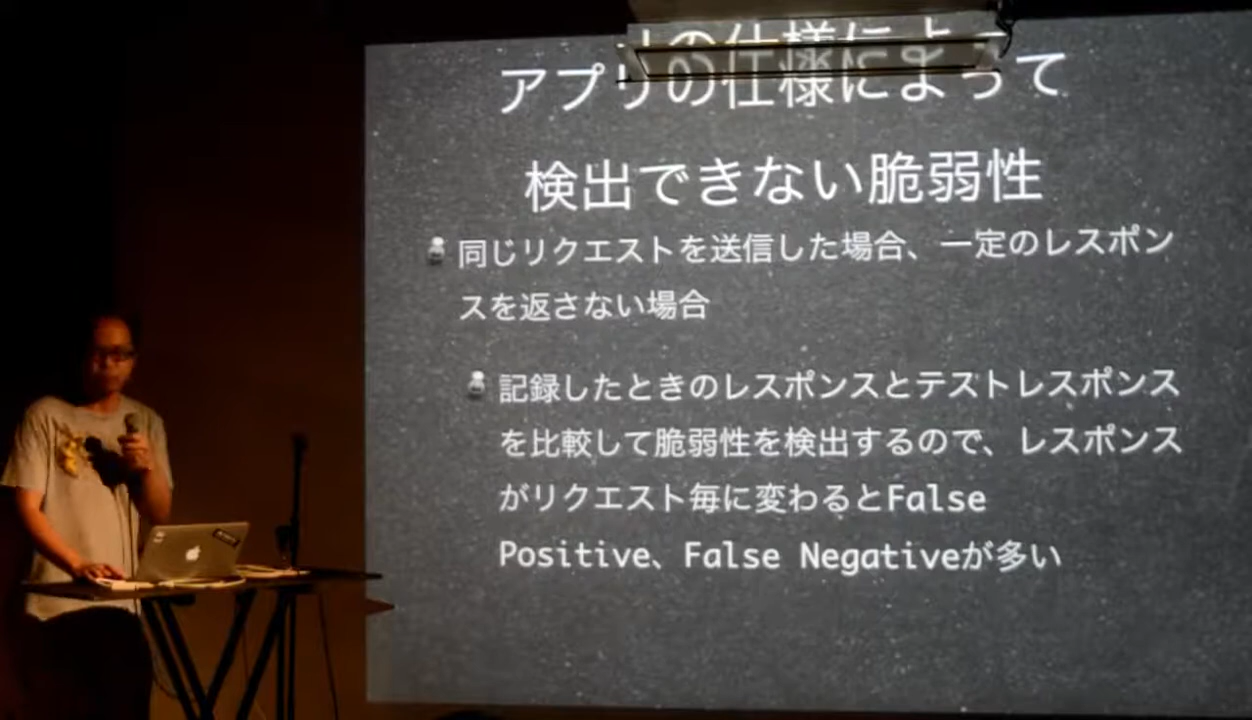 アプリの仕様によって
検出できない脆弱性
同じリクエストを送信した場合、一定のレスポン
スを返さない場合
記録したときのレスポンスとテストレスポンス
を比較して脆弱性を検出するので、レスポンス
がリクエスト毎に変わるとFalse
Positive、False Negativeが多い